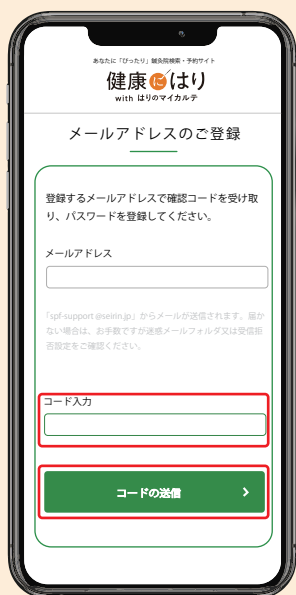 あなたに「ぴったり」鍼灸院検索・予約サイト
健康にはり
with はりのマイカルテ
メールアドレスのご登録
登録するメールアドレスで確認コードを受け取
り、パスワードを登録してください。
メールアドレス
「spf-support@seirin.jp」からメールが送信されます。届か
ない場合は、お手数ですが迷惑メールフォルダ又は受信拒
否設定をご確認ください。
コード入力
コードの送信